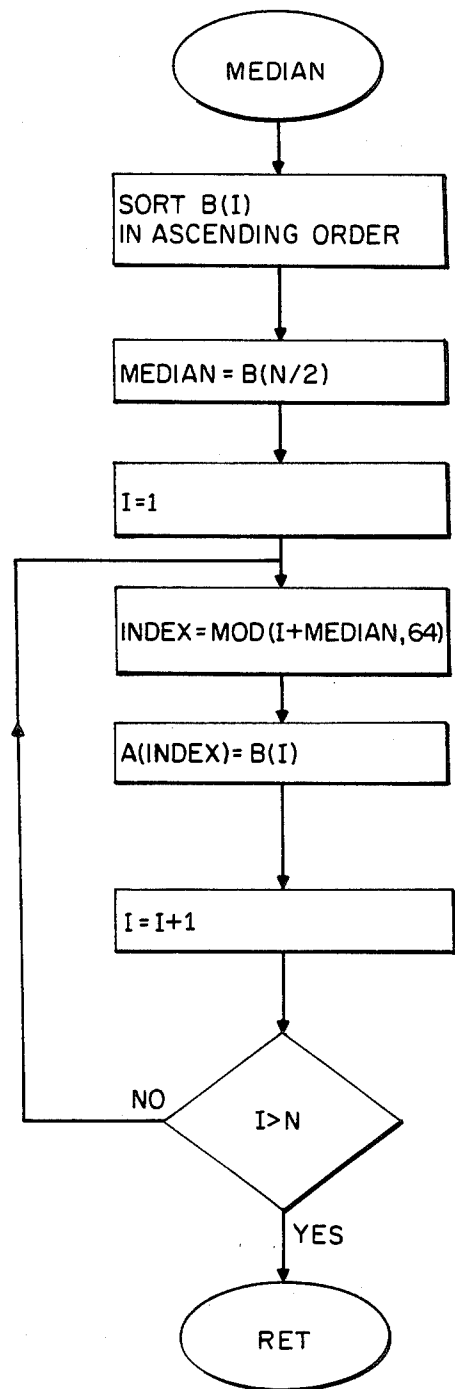 MEDIAN
SORT B(I)
IN ASCENDING ORDER
MEDIAN = B(N/2)
I=1
INDEX=MOD(I+MEDIAN,64)
A(INDEX)=B(I)
I=I+1
I>N
NO
YES
RET